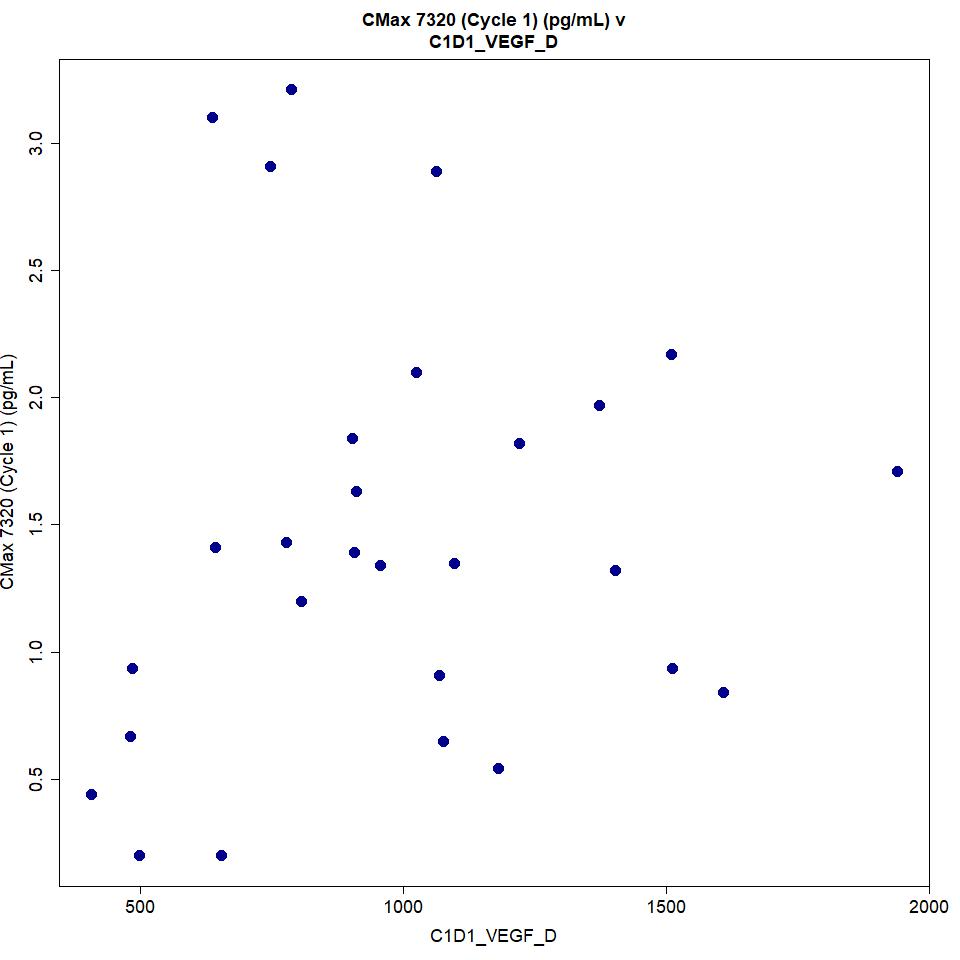 CMax 7320 (Cycle 1) (pg/mL) v
C1D1_VEGF_D
3.0
2.5
2.0
1.5
1.0
0.5
CMax 7320 (Cycle 1) (pg/mL)
500
1000
1500
2000
C1D1_VEGF_D